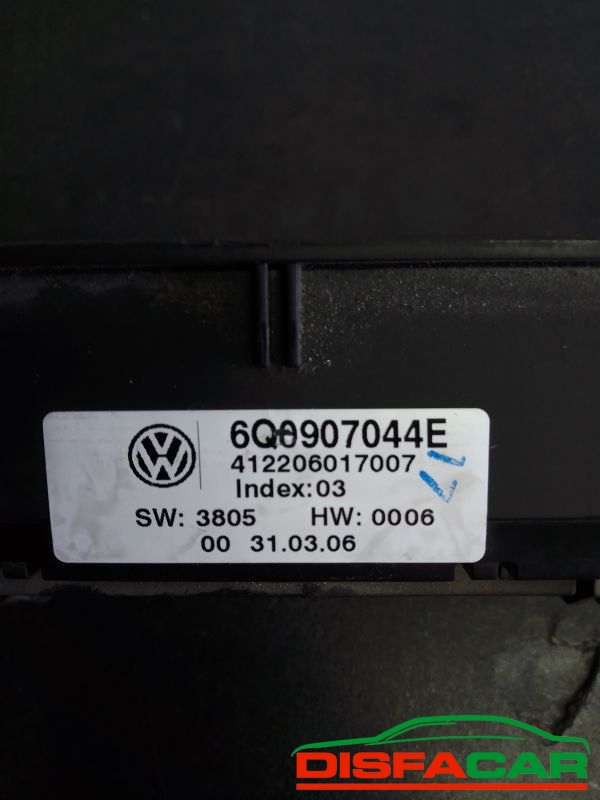 6Q0907044E
412206017007
Index:03
SW: 3805 HW: 0006
00 31.03.06
DISFACAR